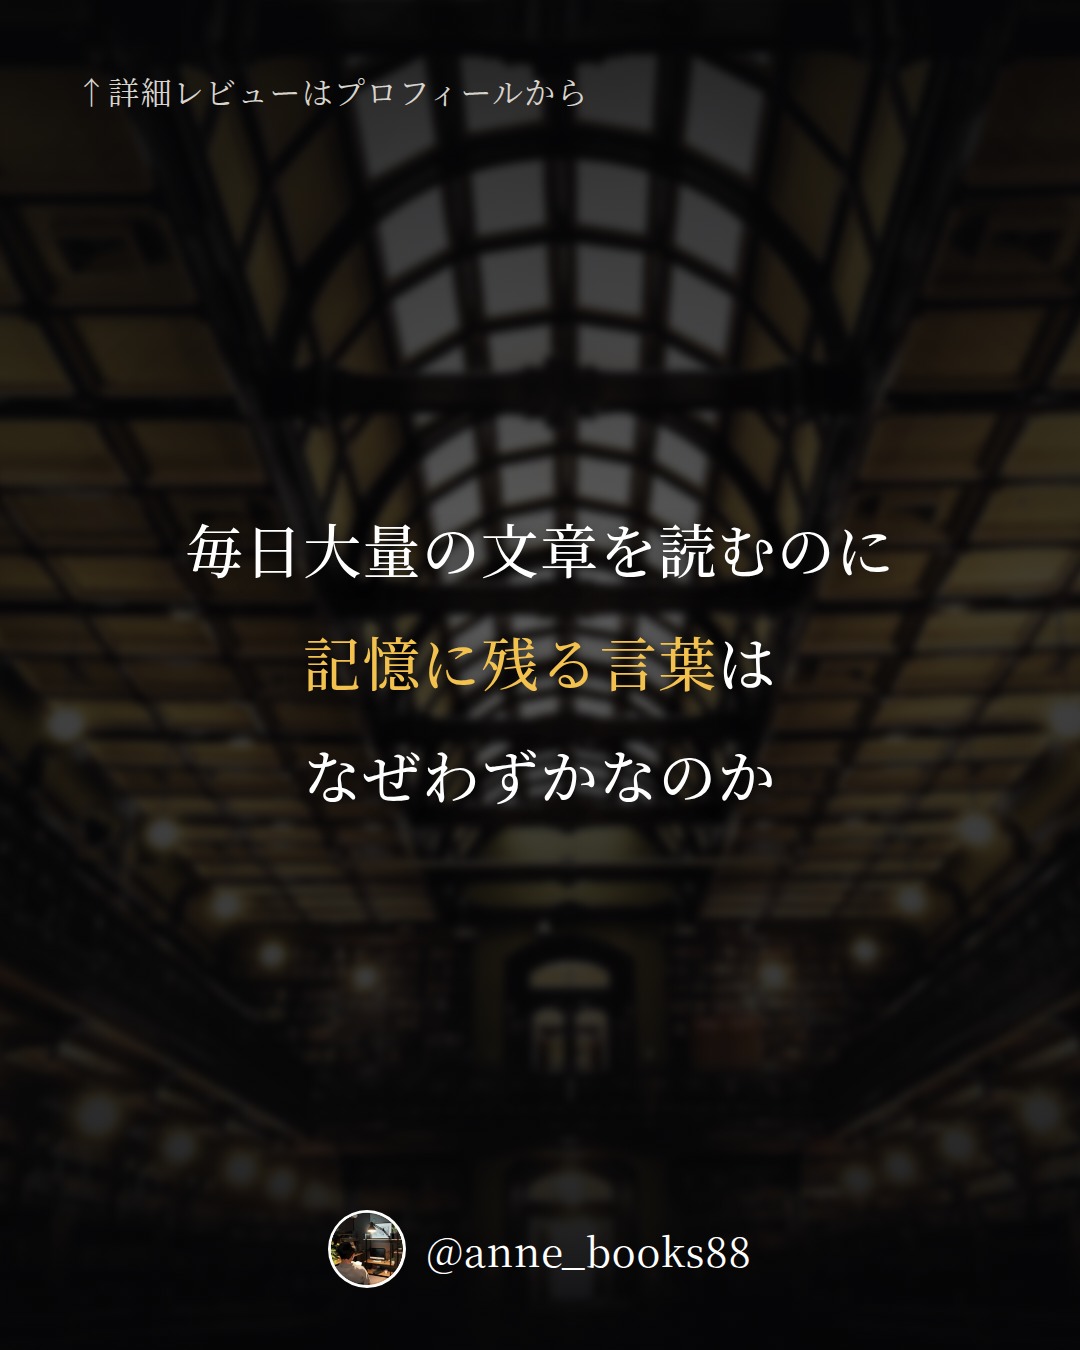 ↑詳細レビューはプロフィールから
毎日大量の文章を読むのに
記憶に残る言葉は
なぜわずかなのか
@anne_books88